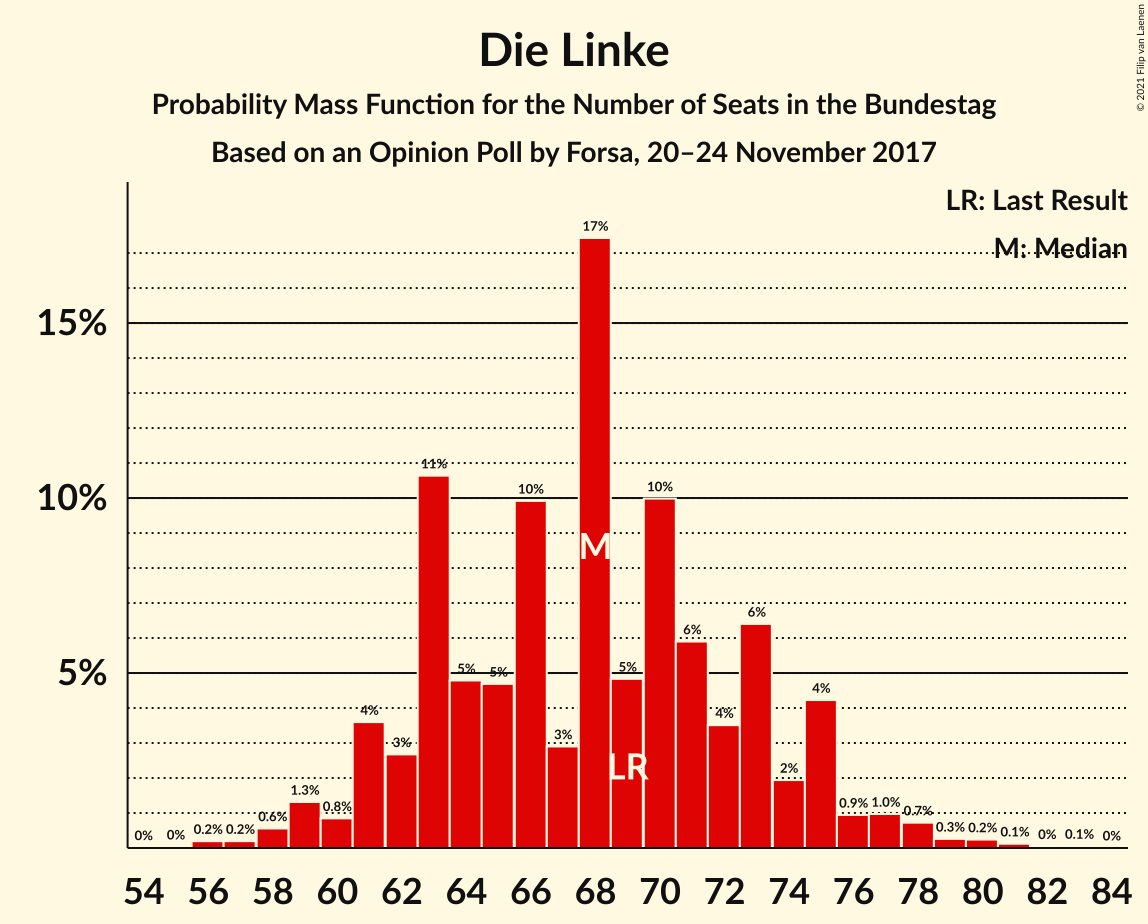 Die Linke
Probability Mass Function for the Number of Seats in the Bundestag
Based on an Opinion Poll by Forsa, 20–24 November 2017
© 2021 Filip van Laenen
LR: Last Result
M: Median
15%
10%
5%
0% 0% 0.2% 0.2% 0.6% 1.3% 0.8% 4% 3% 11% 5% 5% 10% 3% 17% 5% 10% 6% 4% 6% 2% 4% 0.9% 1.0% 0.7% 0.3% 0.2% 0.1% 0% 0.1% 0%
M
LR
54 56 58 60 62 64 66 68 70 72 74 76 78 80 82 84